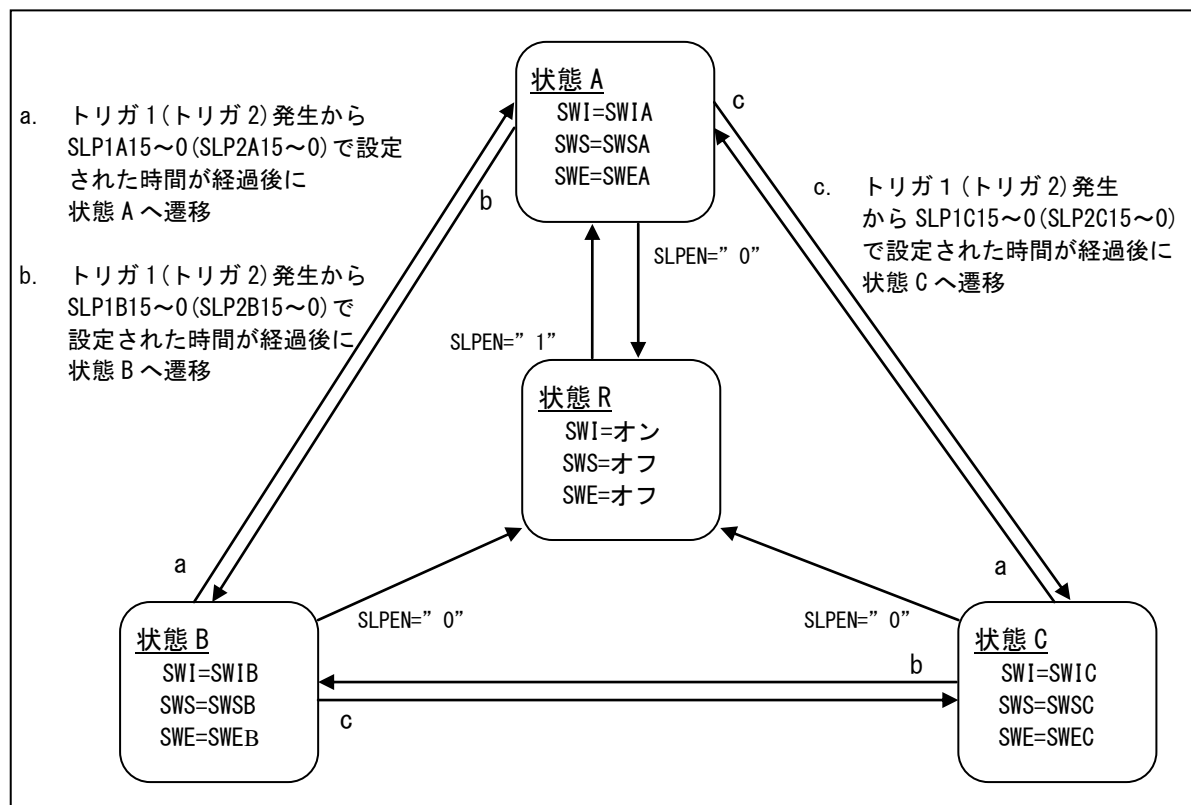 状態 A
SWI=SWIA
SWS=SWSA
SWE=SWEA
a. トリガ 1(トリガ 2)発生から
SLP1A15～0(SLP2A15～0)で設定
された時間が経過後に
状態 A へ遷移
b. トリガ 1(トリガ 2)発生から
SLP1B15～0(SLP2B15～0)で
設定された時間が経過後に
状態 B へ遷移
c
b
c. トリガ 1(トリガ 2)発生
から SLP1C15～0(SLP2C15～0)
で設定された時間が経過後に
状態 C へ遷移
SLPEN=”0”
SLPEN=”1”
状態 R
SWI=オン
SWS=オフ
SWE=オフ
a
a
SLPEN=”0”
SLPEN=”0”
状態 B
SWI=SWIB
SWS=SWSB
SWE=SWEB
b
c
状態 C
SWI=SWIC
SWS=SWSC
SWE=SWEC